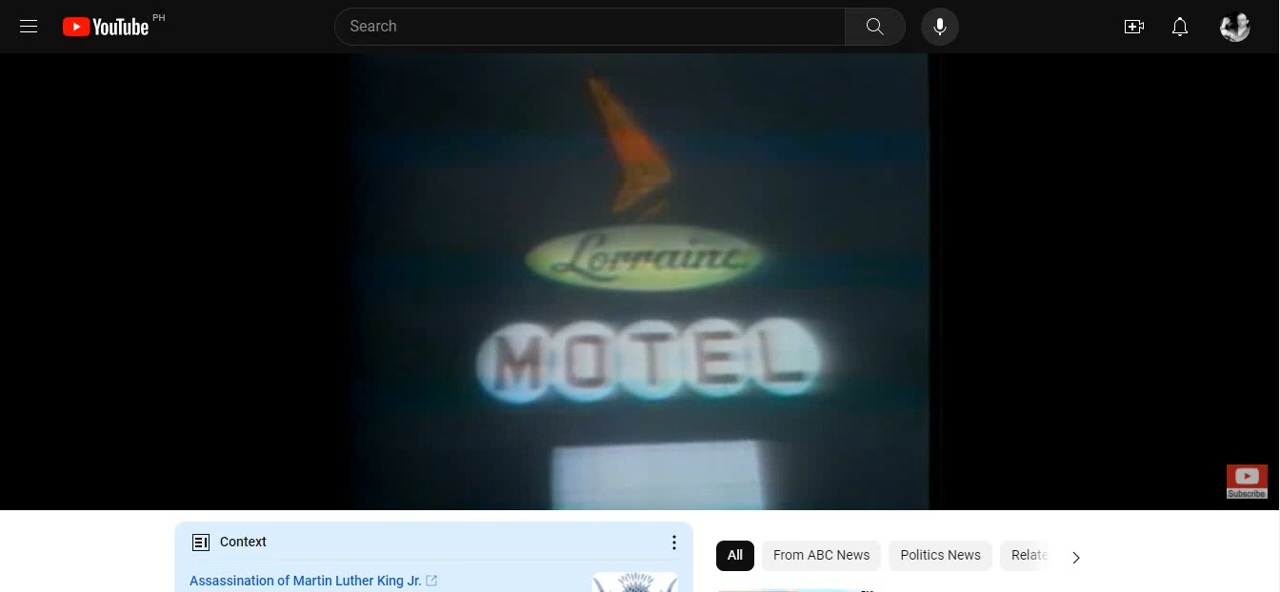 YouTube PH
Search
Lorraine
MOTEL
Subscribe
Context
Assassination of Martin Luther King Jr.
All
From ABC News
Politics News
Relate